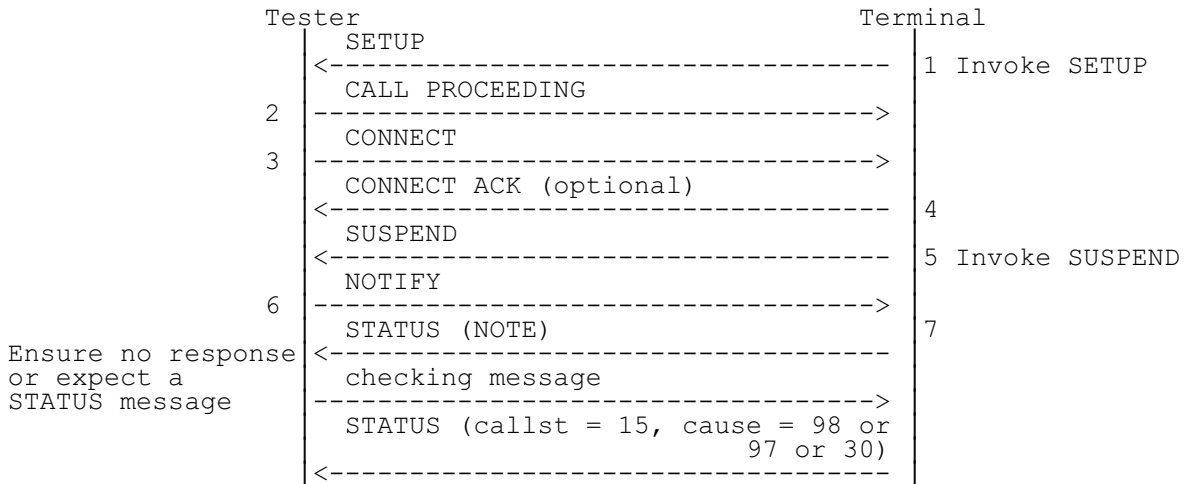 Tester Terminal
SETUP
1 Invoke SETUP
CALL PROCEEDING
2
CONNECT
3
CONNECT ACK (optional)
4
SUSPEND
5 Invoke SUSPEND
NOTIFY
6
STATUS (NOTE) 7
Ensure no response
or expect a checking message
STATUS message
STATUS (callst = 15, cause = 98 or
97 or 30)